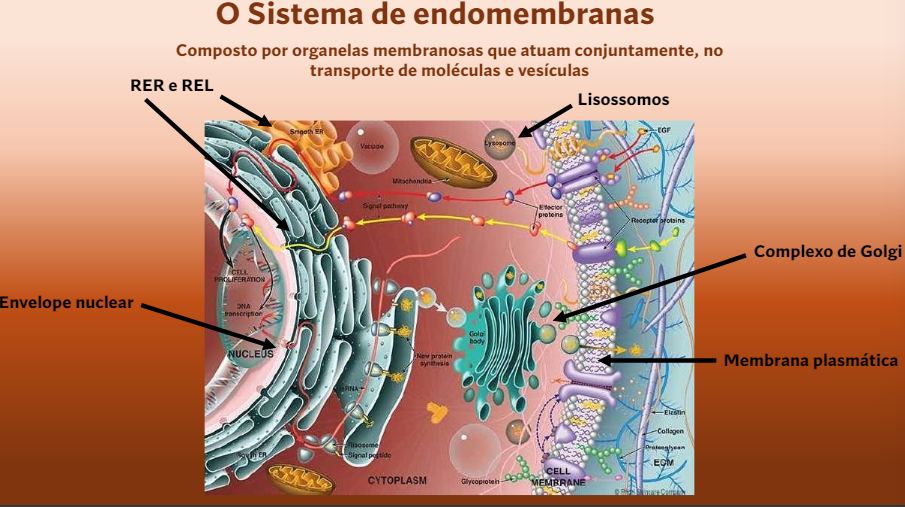 O Sistema de endomembranas
Composto por organelas membranosas que atuam conjuntamente, no
transporte de moléculas e vesículas
RER e REL
Lisossomos
Smooth ER
Vesicle
Lysosome
EGF
Mitochondria
Signal pathway
Effector
proteins
Receptor proteins
Complexo de Golgi
CELL
PROLIFERATION
Envelope nuclear
DNA
transcription
Golgi
body
NUCLEUS
New protein
synthesis
Membrana plasmática
mRNA
Elastin
Collagen
Proteoglycan
Ribosome
Signal peptide
Rough ER
ECM
CYTOPLASM
Glycoprotein
CELL
MEMBRANE